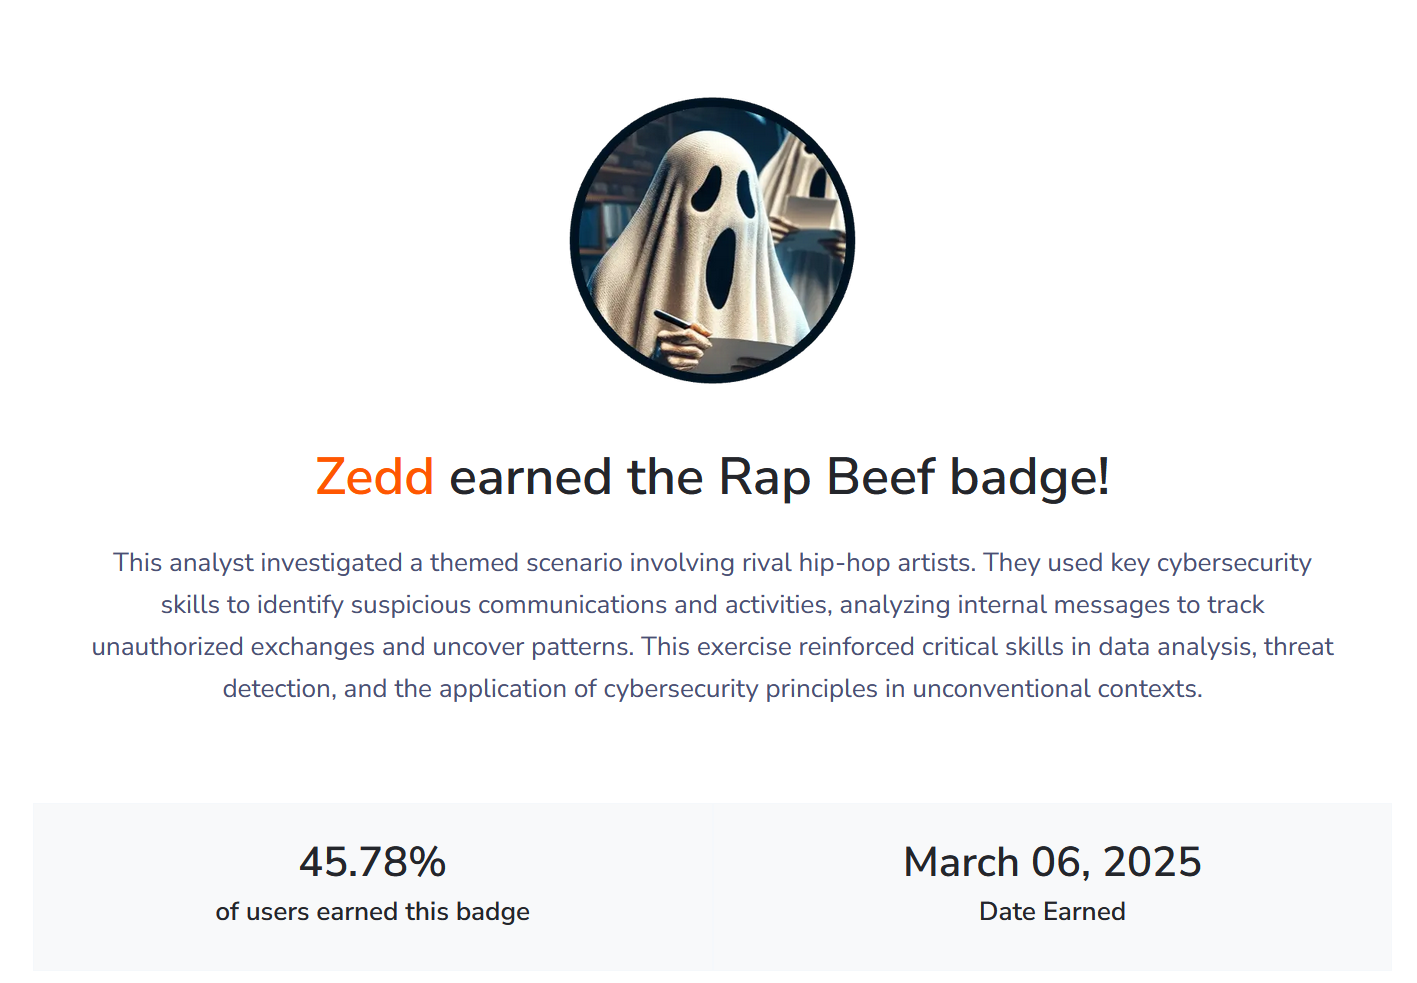 Zedd earned the Rap Beef badge!
This analyst investigated a themed scenario involving rival hip-hop artists. They used key cybersecurity
skills to identify suspicious communications and activities, analyzing internal messages to track
unauthorized exchanges and uncover patterns. This exercise reinforced critical skills in data analysis, threat
detection, and the application of cybersecurity principles in unconventional contexts.
45.78%
of users earned this badge
March 06, 2025
Date Earned